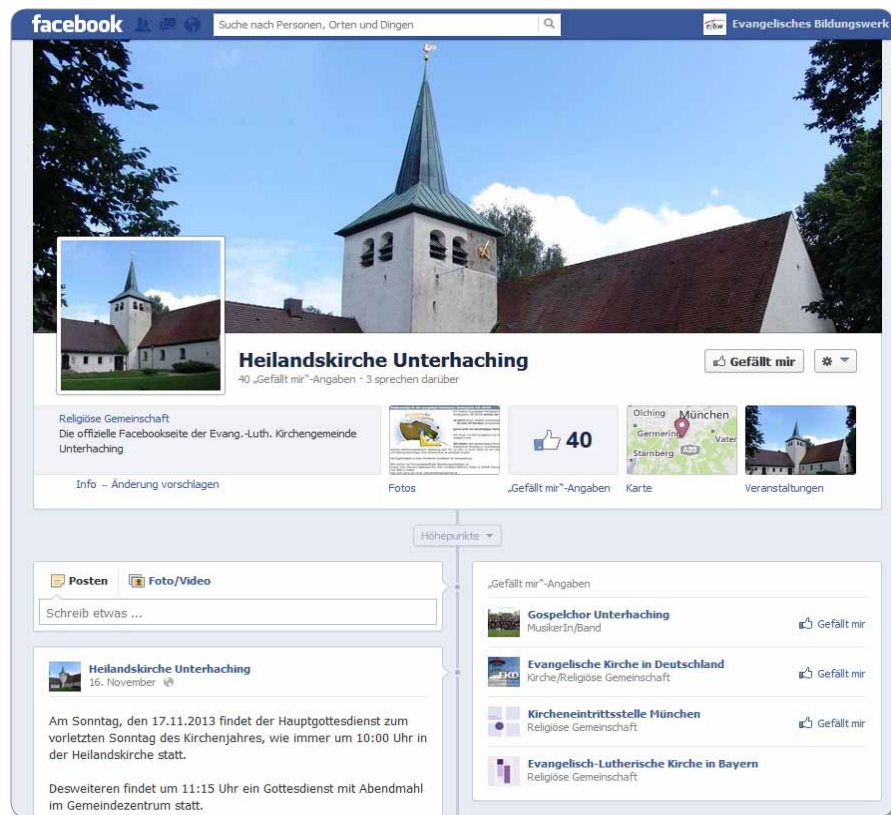 facebook
Suche nach Personen, Orten und Dingen
ebw
Evangelisches Bildungswerk
Heilandskirche Unterhaching
40 „Gefällt mir“-Angaben · 3 sprechen darüber
Gefällt mir
Religiöse Gemeinschaft
Die offizielle Facebookseite der Evang.-Luth. Kirchengemeinde
Unterhaching
Info – Änderung vorschlagen
Fotos
40
„Gefällt mir“-Angaben
Olching
München
Germering
Vater
Starnberg
Karte
Veranstaltungen
Höhepunkte
Posten
Foto/Video
Schreib etwas ...
Heilandskirche Unterhaching
16. November
Am Sonntag, den 17.11.2013 findet der Hauptgottesdienst zum
vorletzten Sonntag des Kirchenjahres, wie immer um 10:00 Uhr in
der Heilandskirche statt.
Desweiteren findet um 11:15 Uhr ein Gottesdienst mit Abendmahl
im Gemeindezentrum statt.
„Gefällt mir“-Angaben
Gospelchor Unterhaching
MusikerIn/Band
Gefällt mir
EKD
Evangelische Kirche in Deutschland
Kirche/Religiöse Gemeinschaft
Gefällt mir
Kircheneintrittsstelle München
Religiöse Gemeinschaft
Gefällt mir
Evangelisch-Lutherische Kirche in Bayern
Religiöse Gemeinschaft